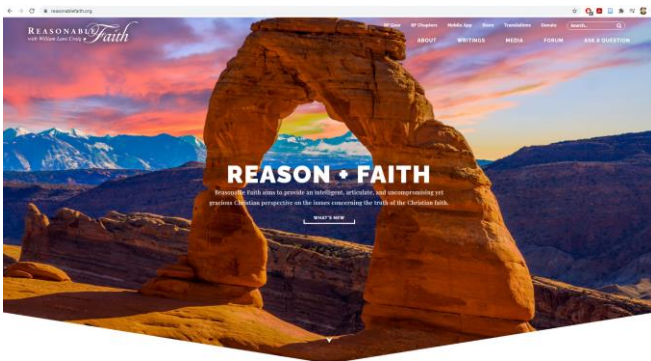 reasonablefaith.org
REASONABLE Faith
with William Lane Craig
RF Gear RF Chapters Mobile App Store Translations Donate Search...
ABOUT WRITINGS MEDIA FORUM ASK A QUESTION
REASON + FAITH
Reasonable Faith aims to provide an intelligent, articulate, and uncompromising yet
gracious Christian perspective on the issues concerning the truth of the Christian faith.
WHAT'S NEW